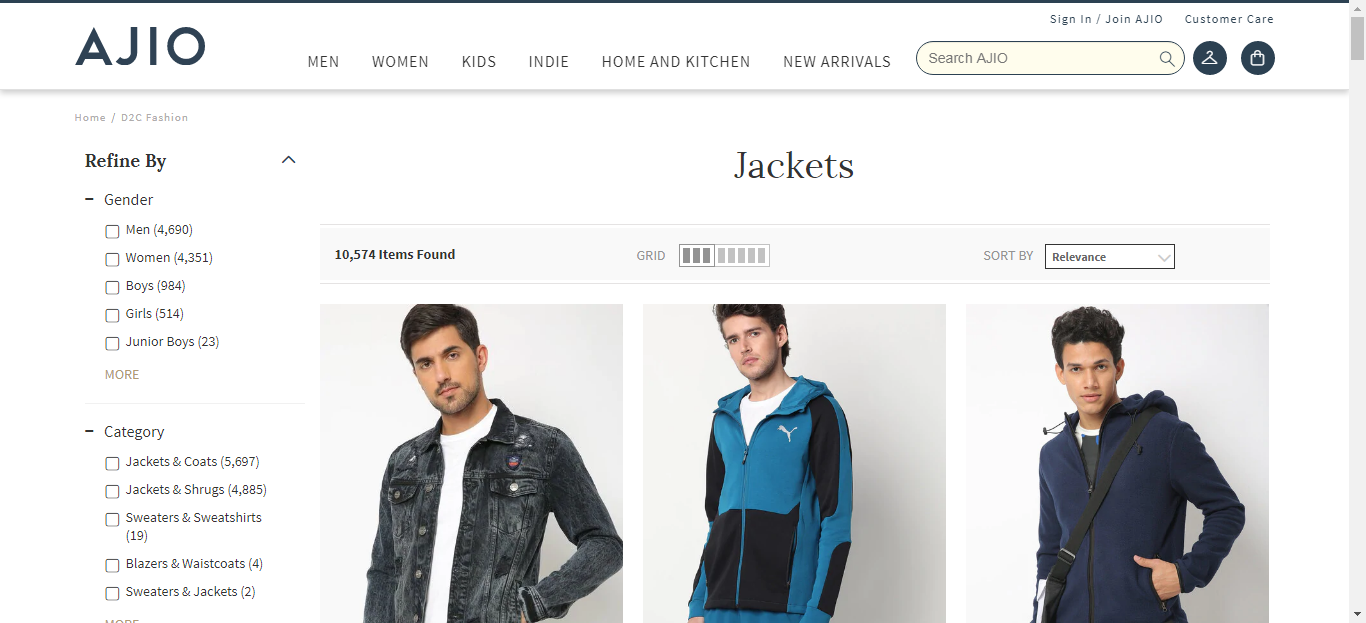 Sign In / Join AJIO
Customer Care
AJIO
MEN
WOMEN
KIDS
INDIE
HOME AND KITCHEN
NEW ARRIVALS
Search AJIO
Home / D2C Fashion
Refine By
Jackets
Gender
Men (4,690)
Women (4,351)
Boys (984)
Girls (514)
Junior Boys (23)
MORE
10,574 Items Found
GRID
SORT BY
Relevance
Category
Jackets & Coats (5,697)
Jackets & Shrugs (4,885)
Sweaters & Sweatshirts
(19)
Blazers & Waistcoats (4)
Sweaters & Jackets (2)
MORE